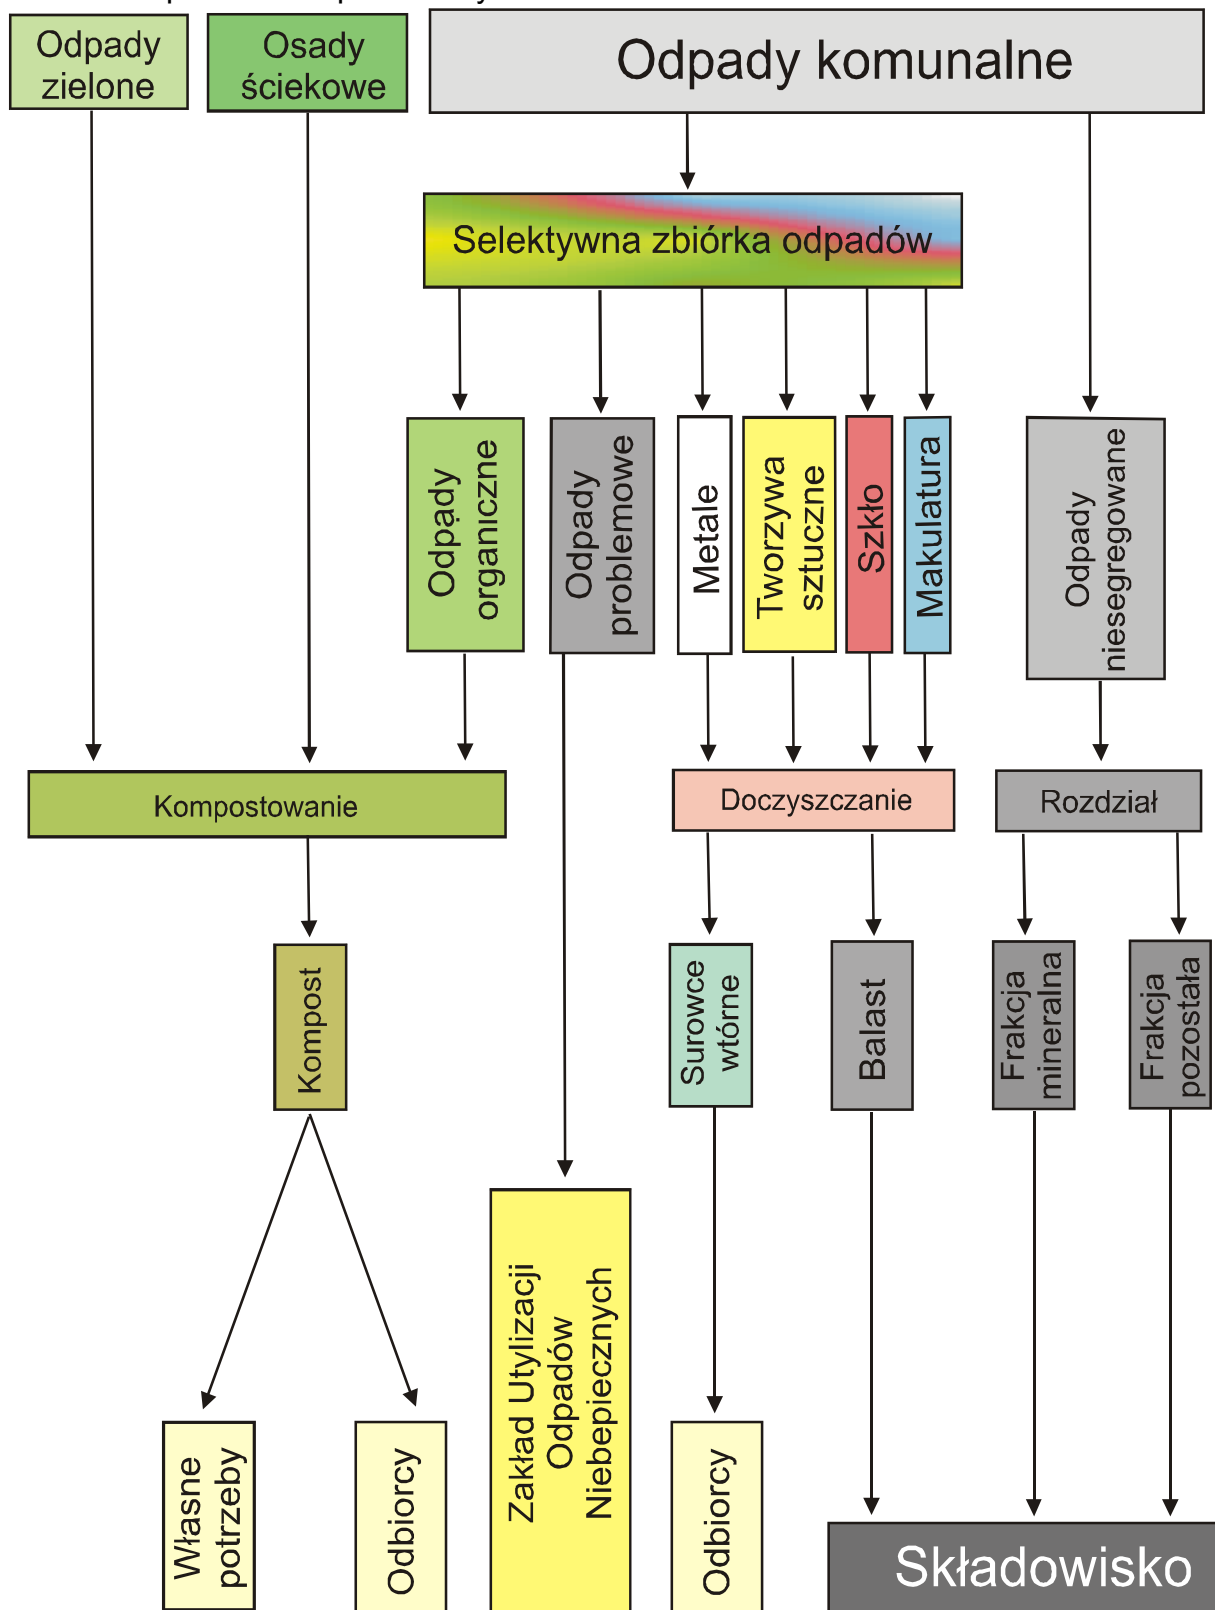 Odpady
zielone
Osady
ściekowe
Odpady komunalne
Selektywna zbiórka odpadów
Odpady
organiczne
Odpady
problemowe
Metale
Tworzywa
sztuczne
Szkło
Makulatura
Odpady
niesegregowane
Kompostowanie
Doczyszczanie
Rozdział
Kompost
Surowce
wtórne
Balast
Frakcja
mineralna
Frakcja
pozostała
Zakład Utylizacji
Odpadów
Niebepiecznych
Własne
potrzeby
Odbiorcy
Odbiorcy
Składowisko